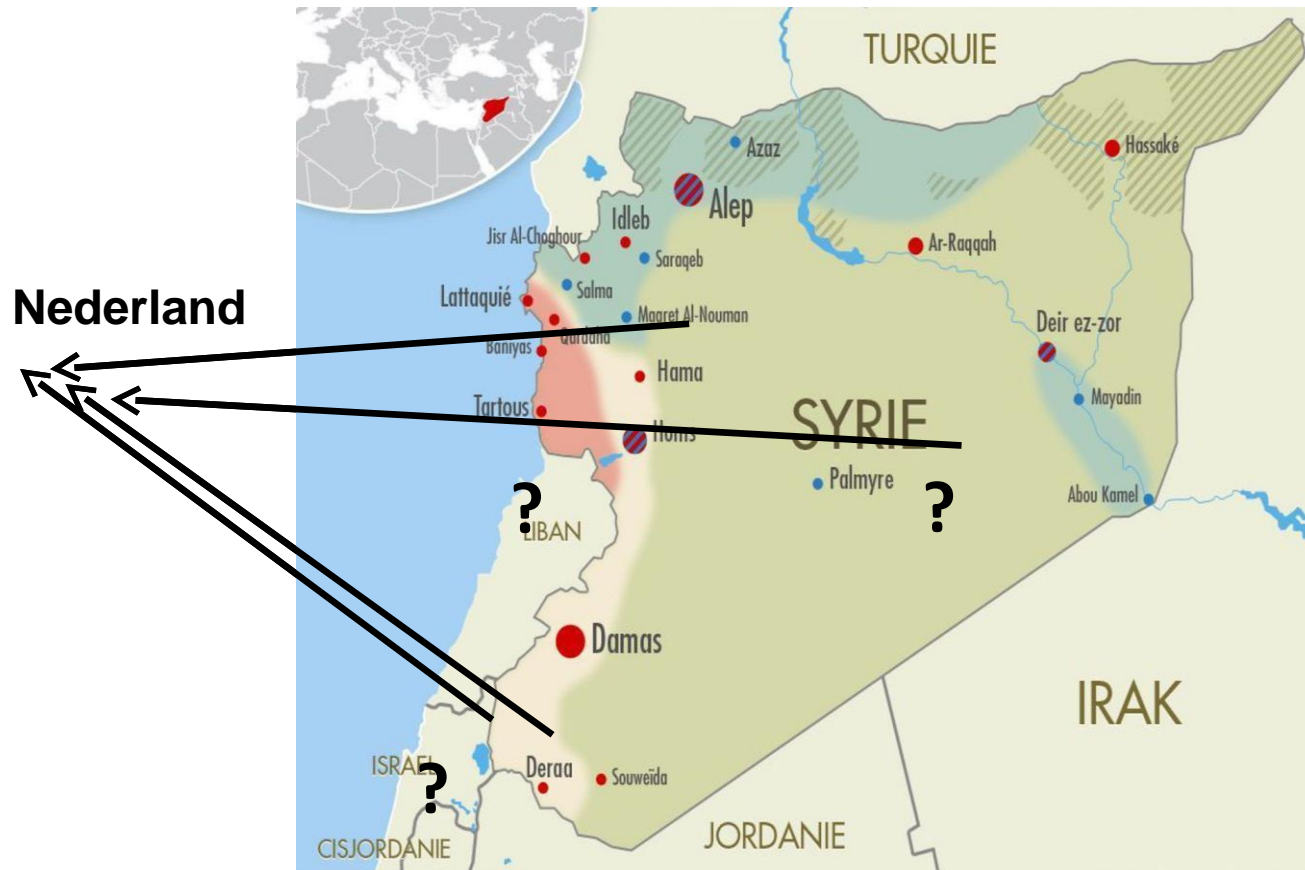 TURQUIE
Azaz
Hassaké
Alep
Idleb
Jisr Al-Choghour
Saraqeb
Ar-Raqqah
Salma
Lattaquié
Nederland
Maaret Al-Nouman
Deir ez-zor
Qardaha
Baniyas
Hama
Mayadin
Tartous
SYRIE
Homs
Palmyre
?
?
Abou Kamel
LIBAN
Damas
IRAK
ISRAEL
?
Deraa
Souweïda
JORDANIE
CISJORDANIE